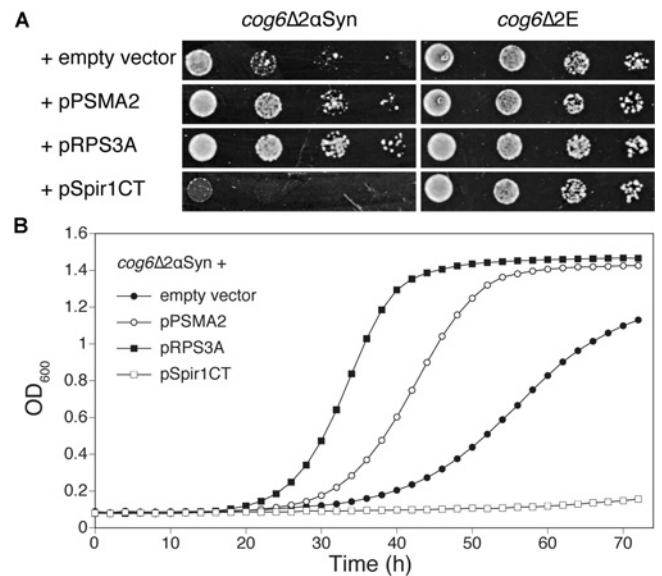 A
cog6Δ2αSyn cog6Δ2E
+ empty vector
+ pPSMA2
+ pRPS3A
+ pSpir1CT
B
1.6
1.4
1.2
1
0.8
0.6
0.4
0.2
0
OD600
cog6Δ2αSyn +
empty vector
pPSMA2
pRPS3A
pSpir1CT
0 10 20 30 40 50 60 70
Time (h)